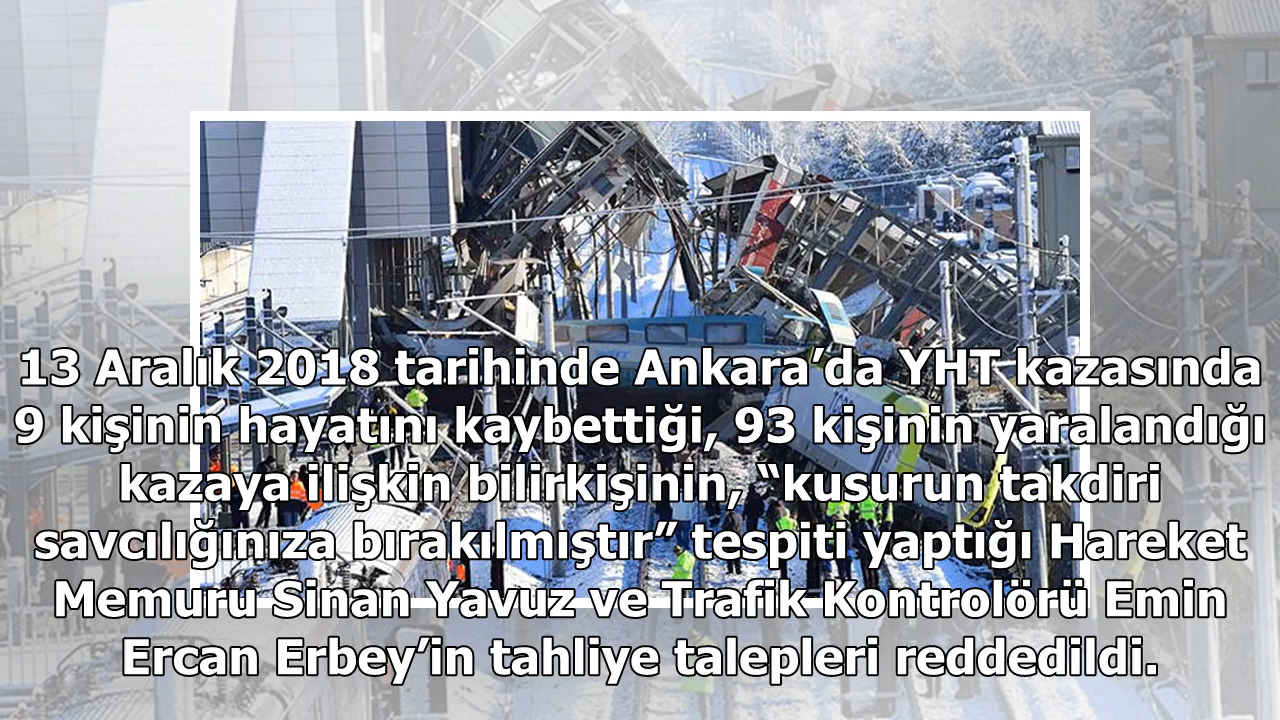 13 Aralık 2018 tarihinde Ankara’da YHT kazasında
9 kişinin hayatını kaybettiği, 93 kişinin yaralandığı
kazaya ilişkin bilirkişinin, “kusurun takdiri
savcılığınıza bırakılmıştır” tespiti yaptığı Hareket
Memuru Sinan Yavuz ve Trafik Kontrolörü Emin
Ercan Erbey’in tahliye talepleri reddedildi.